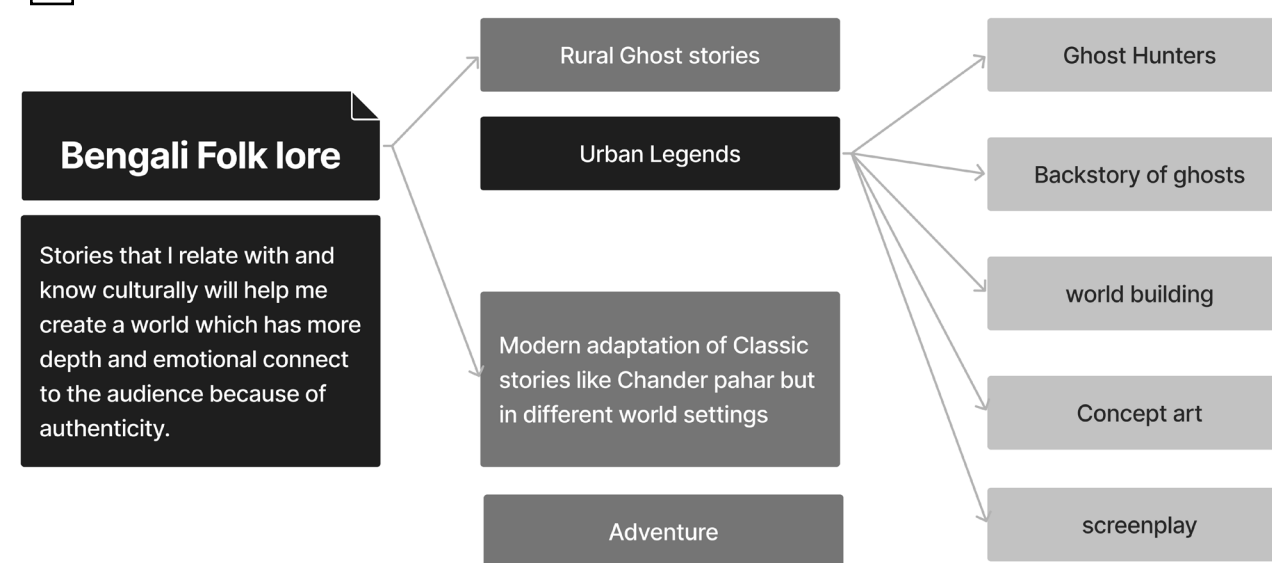 Bengali Folk lore
Stories that I relate with and
know culturally will help me
create a world which has more
depth and emotional connect
to the audience because of
authenticity.
Rural Ghost stories
Urban Legends
Modern adaptation of Classic
stories like Chander pahar but
in different world settings
Adventure
Ghost Hunters
Backstory of ghosts
world building
Concept art
screenplay